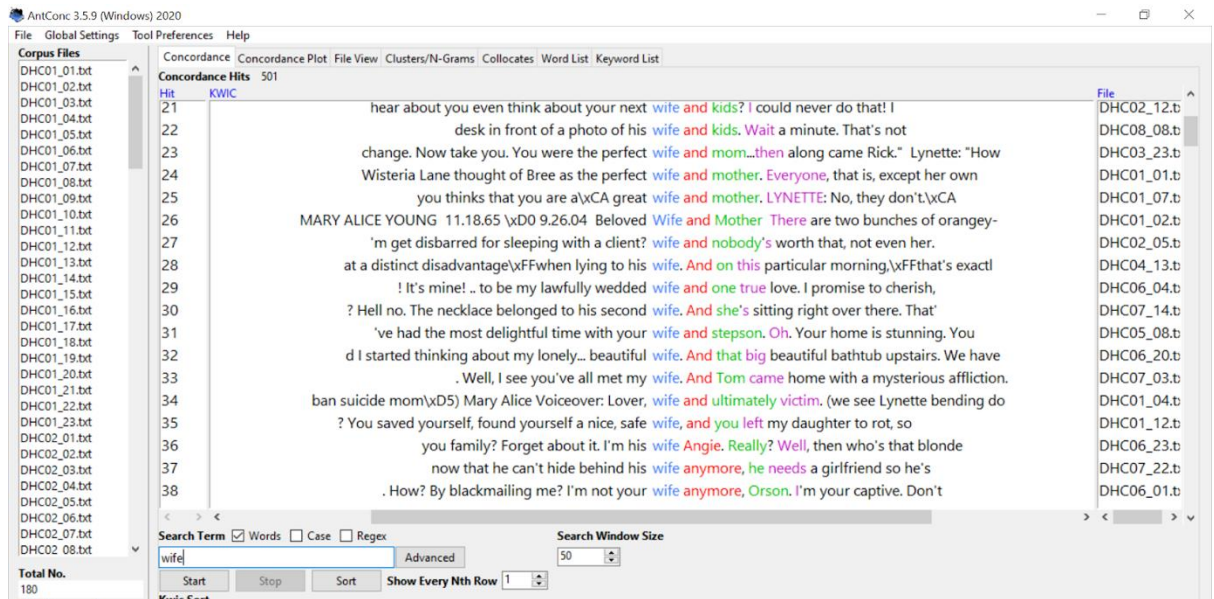 AntConc 3.5.9 (Windows) 2020
File Global Settings Tool Preferences Help
Corpus Files
DHC01_01.txt
DHC01_02.txt
DHC01_03.txt
DHC01_04.txt
DHC01_05.txt
DHC01_06.txt
DHC01_07.txt
DHC01_08.txt
DHC01_09.txt
DHC01_10.txt
DHC01_11.txt
DHC01_12.txt
DHC01_13.txt
DHC01_14.txt
DHC01_15.txt
DHC01_16.txt
DHC01_17.txt
DHC01_18.txt
DHC01_19.txt
DHC01_20.txt
DHC01_21.txt
DHC01_22.txt
DHC01_23.txt
DHC02_01.txt
DHC02_02.txt
DHC02_03.txt
DHC02_04.txt
DHC02_05.txt
DHC02_06.txt
DHC02_07.txt
DHC02_08.txt
Total No.
180
Concordance Concordance Plot File View Clusters/N-Grams Collocates Word List Keyword List
Concordance Hits 501
Hit KWIC File
21 hear about you even think about your next wife and kids? I could never do that! I DHC02_12.t
22 desk in front of a photo of his wife and kids. Wait a minute. That's not DHC08_08.t
23 change. Now take you. You were the perfect wife and mom...then along came Rick." Lynette: "How DHC03_23.t
24 Wisteria Lane thought of Bree as the perfect wife and mother. Everyone, that is, except her own DHC01_01.t
25 you thinks that you are a\xCA great wife and mother. LYNETTE: No, they don't.\xCA DHC01_07.t
26 MARY ALICE YOUNG 11.18.65 \xD0 9.26.04 Beloved Wife and Mother There are two bunches of orangey- DHC01_02.t
27 'm get disbarred for sleeping with a client? wife and nobody's worth that, not even her. DHC02_05.t
28 at a distinct disadvantage\xFFwhen lying to his wife. And on this particular morning,\xFFthat's exactl DHC04_13.t
29 ! It's mine! .. to be my lawfully wedded wife and one true love. I promise to cherish, DHC06_04.t
30 ? Hell no. The necklace belonged to his second wife. And she's sitting right over there. That' DHC07_14.t
31 've had the most delightful time with your wife and stepson. Oh. Your home is stunning. You DHC05_08.t
32 d I started thinking about my lonely... beautiful wife. And that big beautiful bathtub upstairs. We have DHC06_20.t
33 . Well, I see you've all met my wife. And Tom came home with a mysterious affliction. DHC07_03.t
34 ban suicide mom\xD5) Mary Alice Voiceover: Lover, wife and ultimately victim. (we see Lynette bending do DHC01_04.t
35 ? You saved yourself, found yourself a nice, safe wife, and you left my daughter to rot, so DHC01_12.t
36 you family? Forget about it. I'm his wife Angie. Really? Well, then who's that blonde DHC06_23.t
37 now that he can't hide behind his wife anymore, he needs a girlfriend so he's DHC07_22.t
38 . How? By blackmailing me? I'm not your wife anymore, Orson. I'm your captive. Don't DHC06_01.t
Search Term Words Case Regex Search Window Size
wife Advanced 50
Start Stop Sort Show Every Nth Row 1
Kwic Sort